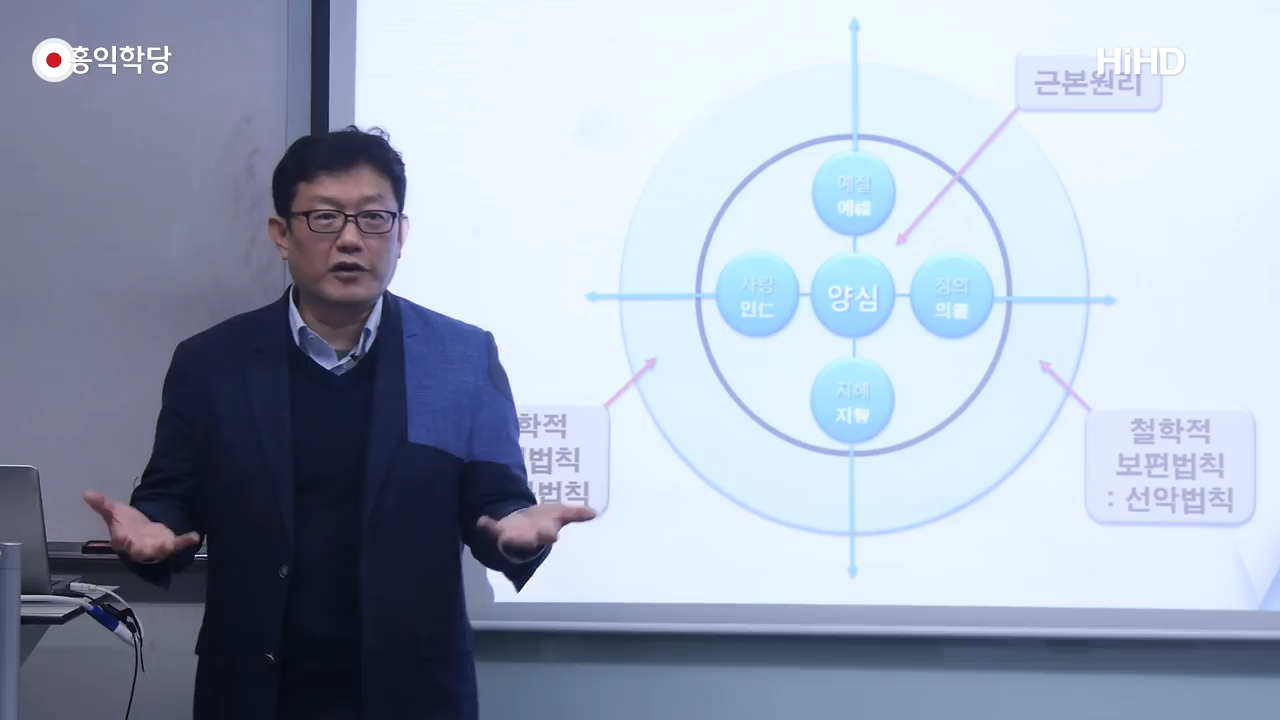 홍익학당
HiHD
근본원리
예절
예禮
사랑
인仁
양심
정의
의義
지혜
지智
학적
법칙
법칙
철학적
보편법칙
: 선악법칙